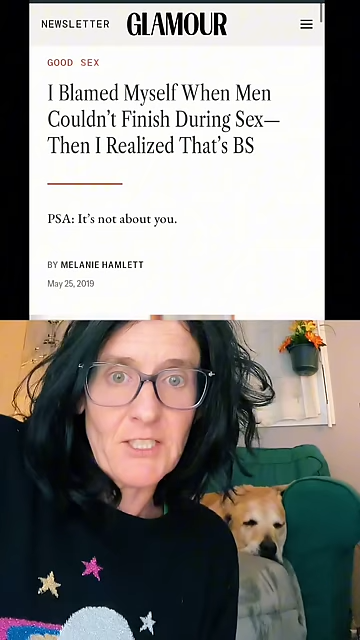 NEWSLETTER GLAMOUR
GOOD SEX
I Blamed Myself When Men
Couldn't Finish During Sex—
Then I Realized That's BS
PSA: It's not about you.
BY MELANIE HAMLETT
May 25, 2019